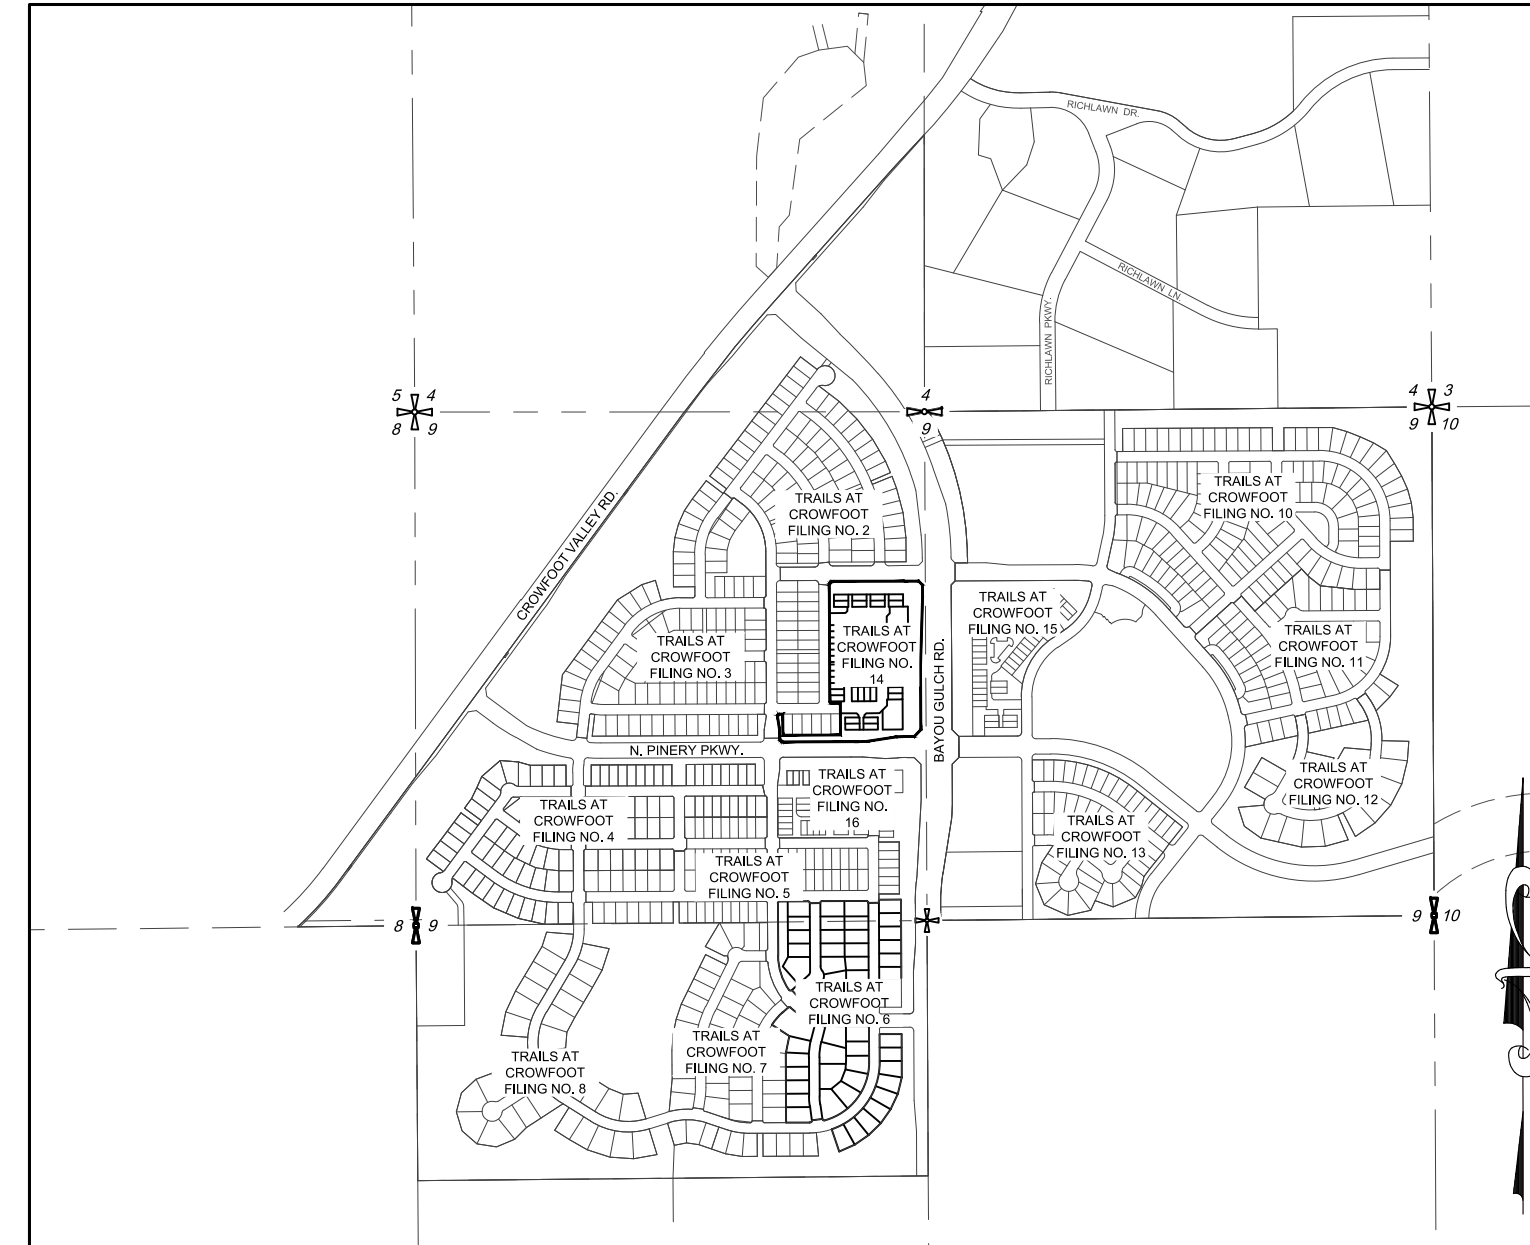 RICHLAWN DR.
RICHLAWN LN.
RICHLAWN PKWY.
5 4
8 9
4
9
4 3
9 10
CROWFOOT VALLEY RD.
TRAILS AT
CROWFOOT
FILING NO. 2
TRAILS AT
CROWFOOT
FILING NO. 10
TRAILS AT
CROWFOOT
FILING NO. 15
TRAILS AT
CROWFOOT
FILING NO. 3
TRAILS AT
CROWFOOT
FILING NO.
14
TRAILS AT
CROWFOOT
FILING NO. 11
BAYOU GULCH RD.
N. PINERY PKWY.
TRAILS AT
CROWFOOT
FILING NO.
16
TRAILS AT
CROWFOOT
FILING NO. 12
TRAILS AT
CROWFOOT
FILING NO. 4
TRAILS AT
CROWFOOT
FILING NO. 13
TRAILS AT
CROWFOOT
FILING NO. 5
8 9
9 10
TRAILS AT
CROWFOOT
FILING NO. 6
TRAILS AT
CROWFOOT
FILING NO. 7
TRAILS AT
CROWFOOT
FILING NO. 8